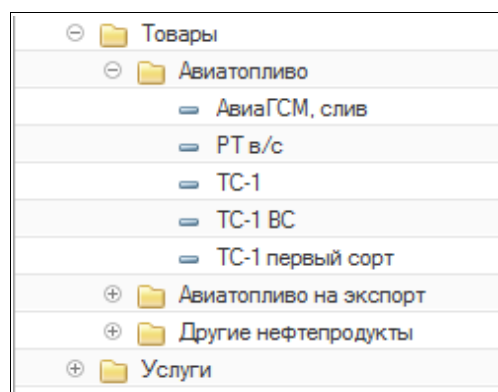 Товары
Авиатопливо
АвиаГСМ, слив
РТ в/с
ТС-1
ТС-1 ВС
ТС-1 первый сорт
Авиатопливо на экспорт
Другие нефтепродукты
Услуги